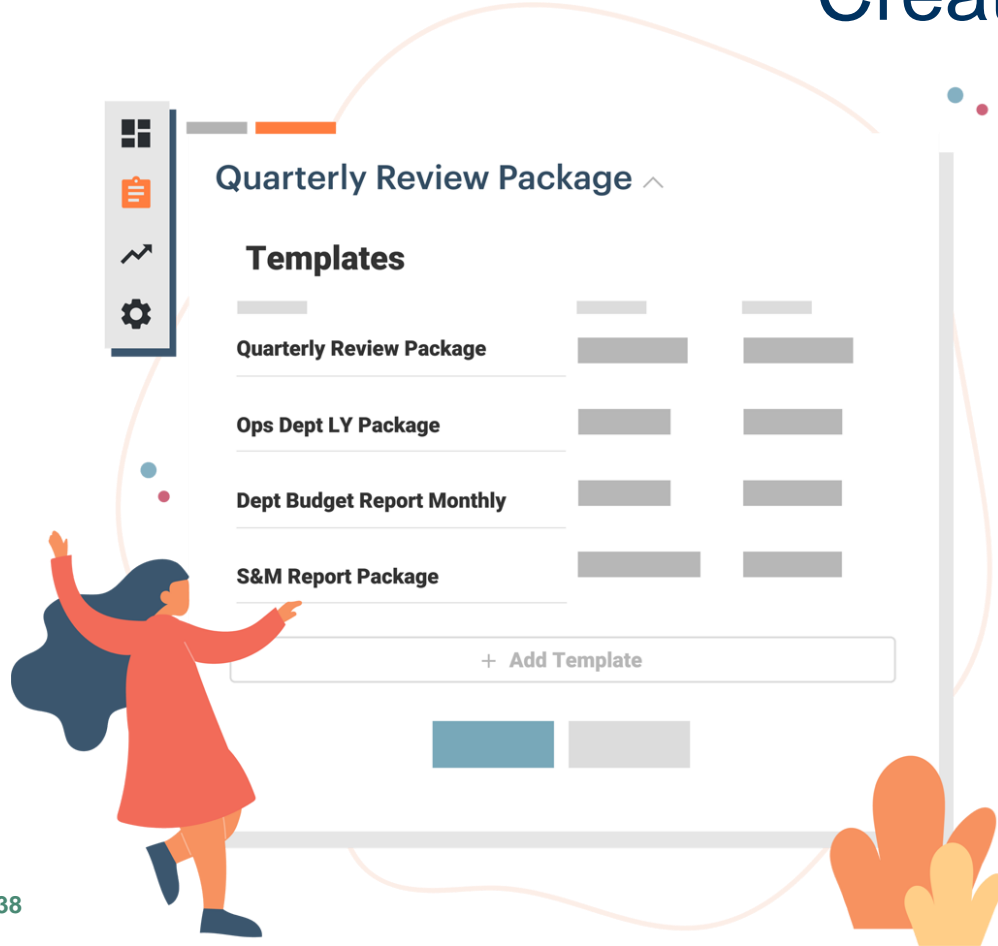 Quarterly Review Package
Templates
Quarterly Review Package
Ops Dept LY Package
Dept Budget Report Monthly
S&M Report Package
+ Add Template
38